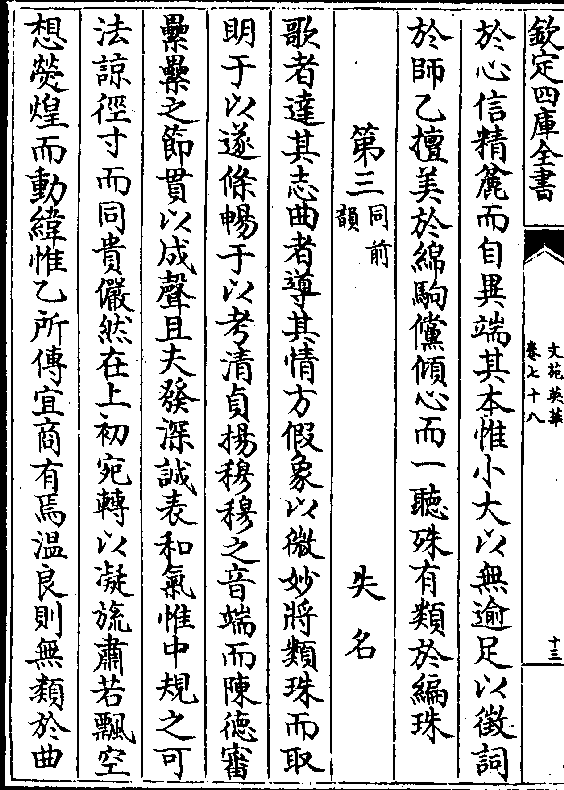 欽定四庫全書
文苑英華
卷七十八
十三
於心信精麄而自異端其本惟小大以無逾足以徵詞
於師乙擅美於綿駒儻傾心而一聽殊有類於編珠
第三同前韻 失名
歌者達其志曲者導其情方假象以微妙將類珠而取
明于以遂條暢于以考清貞揚穆穆之音端而陳德審
纍纍之節貫以成聲且夫發深誠表和氣惟中規之可
法諒徑寸而同貴儼然在上初宛轉以凝旒肅若飄空
想熒煌而動緯惟乙所傳宜商有焉温良則無纇於曲